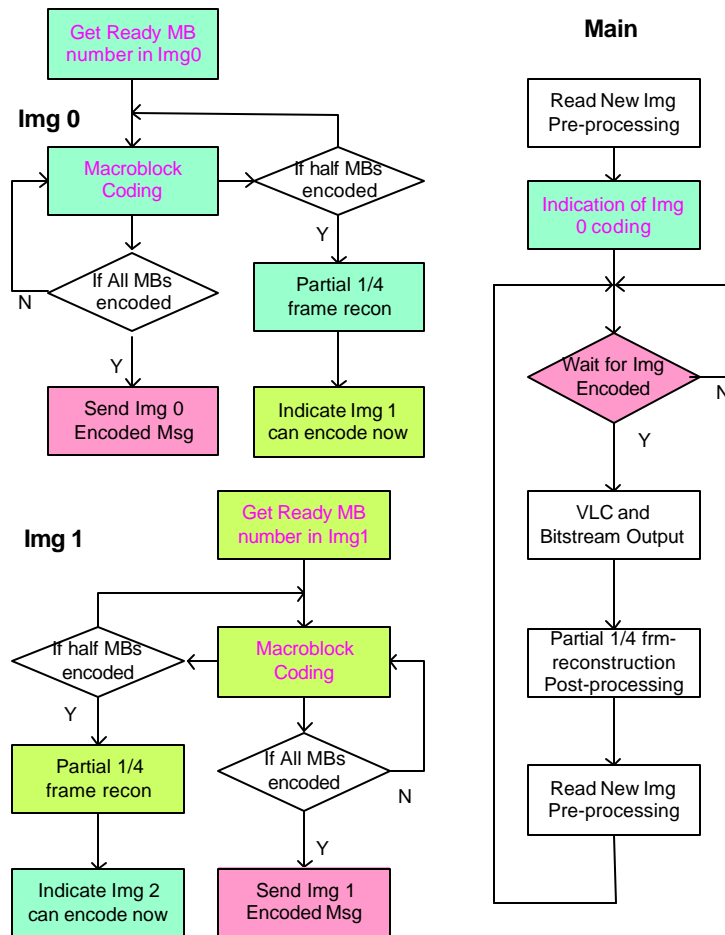 Get Ready MB
number in Img0
Img 0
Macroblock
Coding
If half MBs
encoded
Y
If All MBs
encoded
N
Partial 1/4
frame recon
Y
Send Img 0
Encoded Msg
Indicate Img 1
can encode now
Img 1
Get Ready MB
number in Img1
If half MBs
encoded
Macroblock
Coding
Y
Partial 1/4
frame recon
If All MBs
encoded
N
Y
Indicate Img 2
can encode now
Send Img 1
Encoded Msg
Main
Read New Img
Pre-processing
Indication of Img
0 coding
Wait for Img
Encoded
N
Y
VLC and
Bitstream Output
Partial 1/4 frm-
reconstruction
Post-processing
Read New Img
Pre-processing